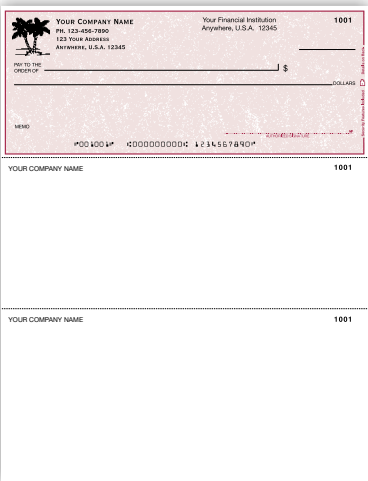 YOUR COMPANY NAME
PH. 123-456-7890
123 YOUR ADDRESS
ANYWHERE, U.S.A. 12345
Your Financial Institution
Anywhere, U.S.A. 12345
1001
PAY TO THE
ORDER OF
$
DOLLARS
MEMO
⑈001001⑈ ⑆000000000⑆ 1234567890⑈
YOUR COMPANY NAME
1001
YOUR COMPANY NAME
1001